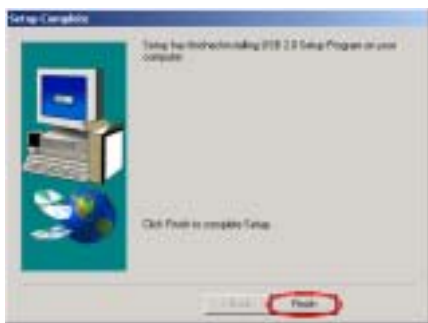 Setup Complete
Setup has finished installing USB 2.0 Setup Program on your
computer.
Click Finish to complete Setup.
< Back
Finish